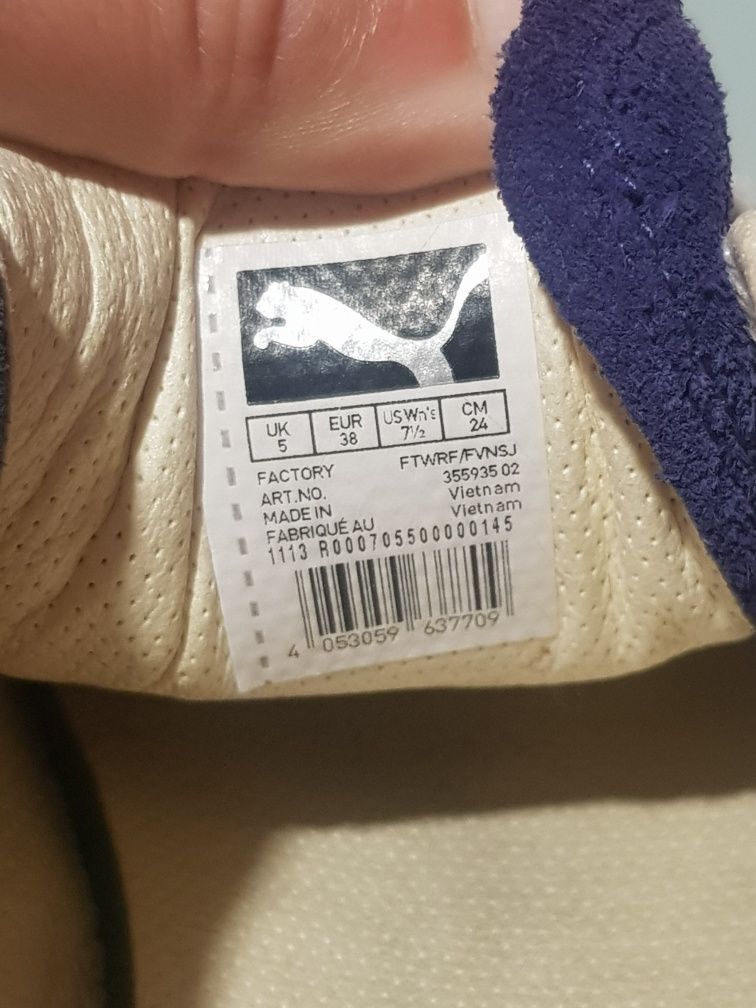 UK EUR US Wn's CM
5 38 7½ 24
FACTORY FTWRF/FVNSJ
ART.NO. 355935 02
MADE IN Vietnam
FABRIQUÉ AU Vietnam
1113 R000705500000145
4 053059 637709